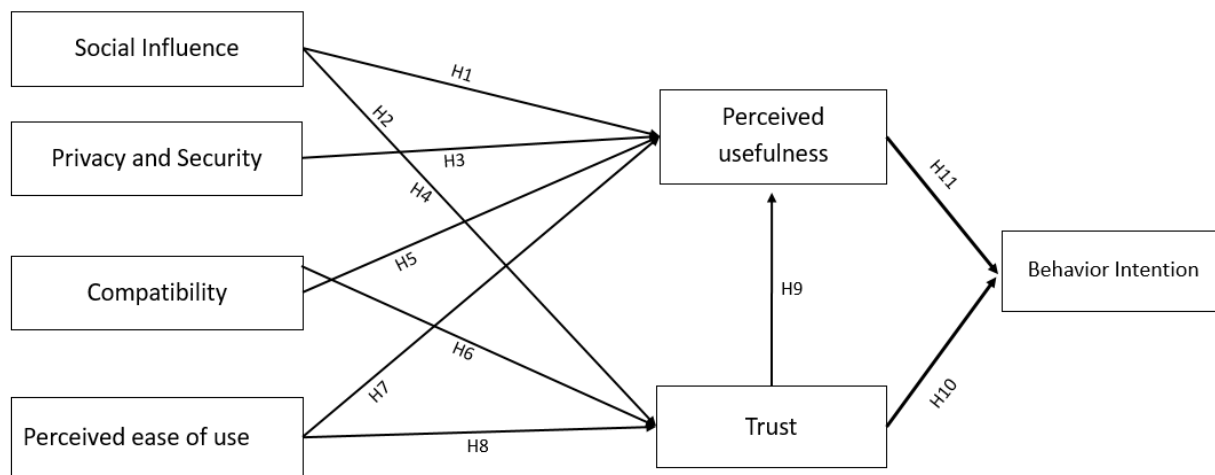 Social Influence
H1
H2
Perceived
usefulness
Privacy and Security
H3
H4
H11
Compatibility
H5
Behavior Intention
H9
H6
H7
H10
Perceived ease of use
H8
Trust